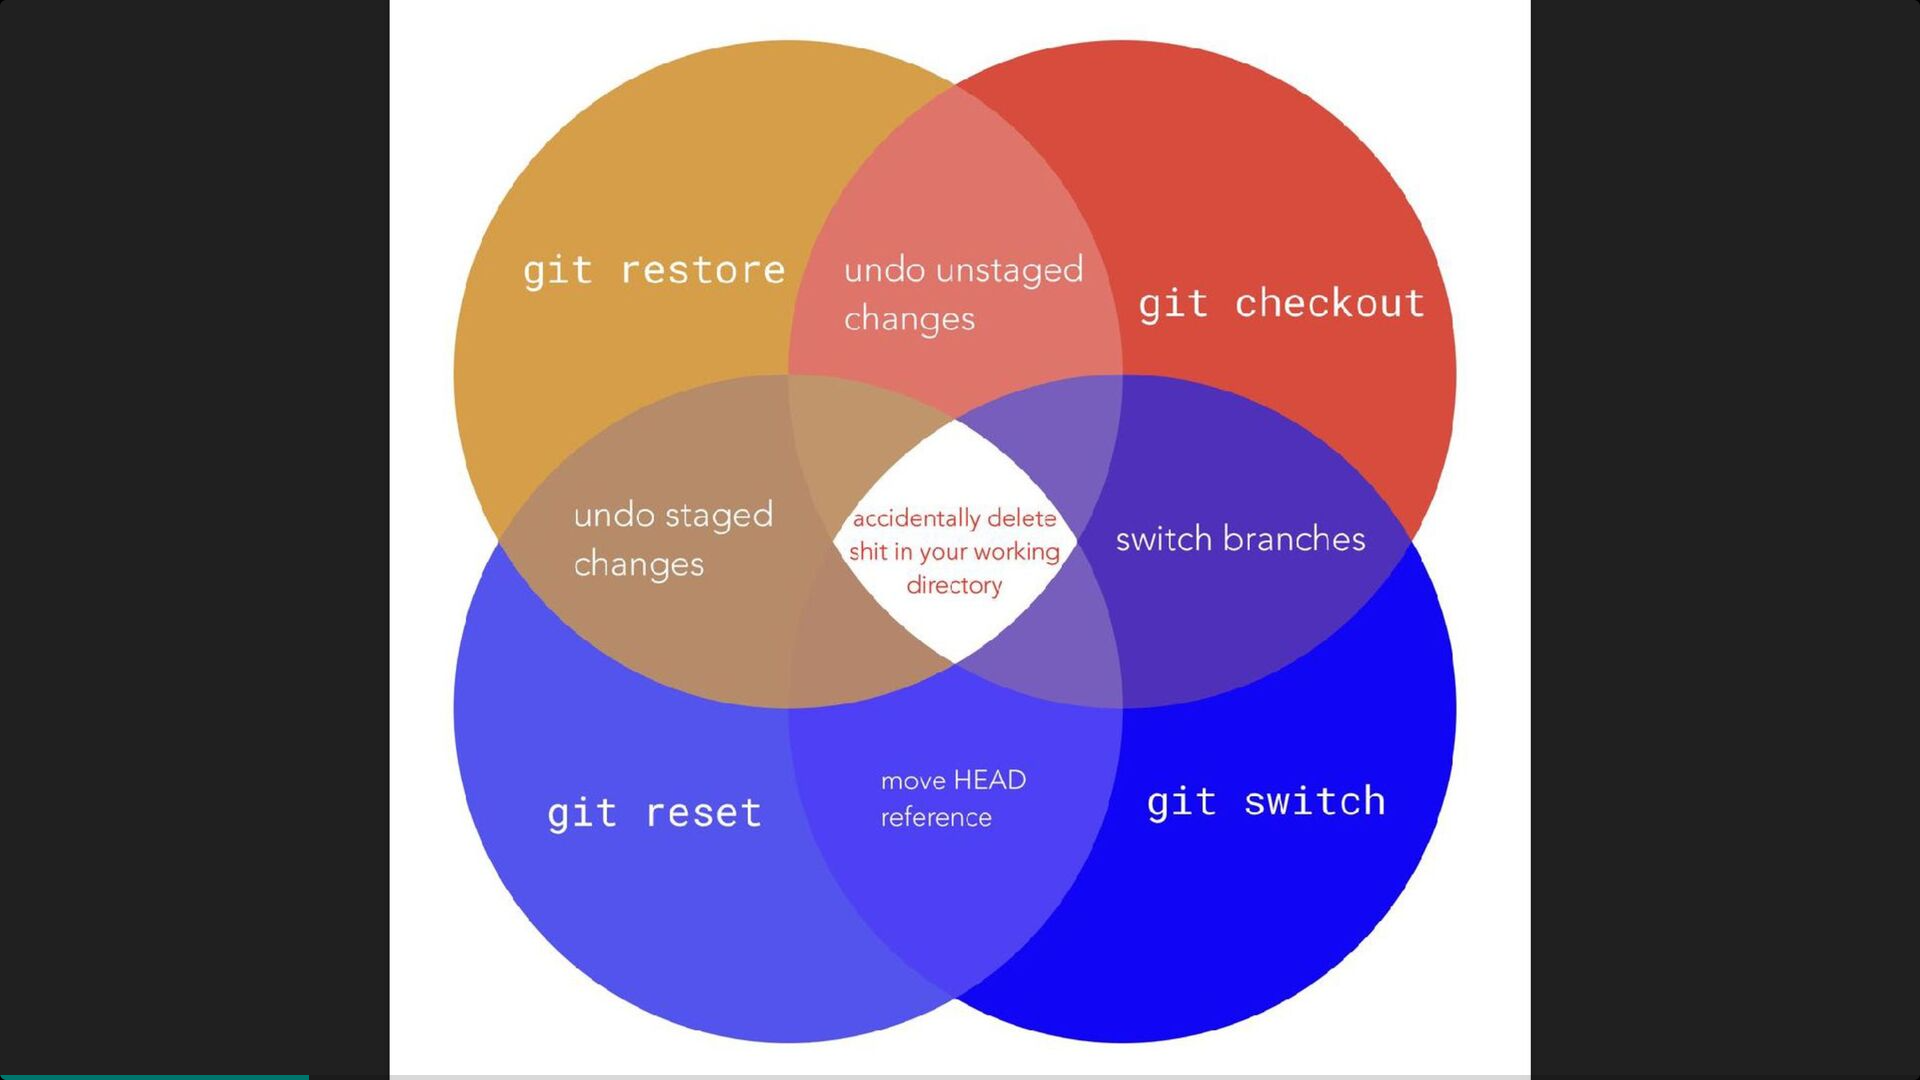 git restore
undo unstaged
changes
git checkout
undo staged
changes
accidentally delete
shit in your working
directory
switch branches
git reset
move HEAD
reference
git switch